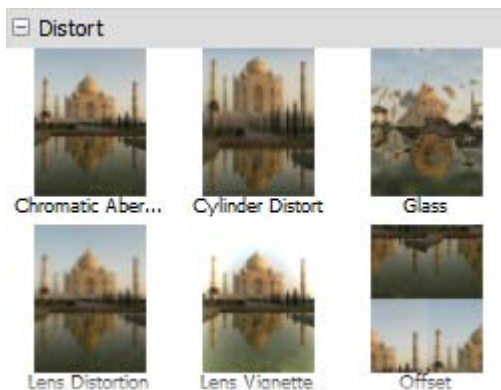 Distort
Chromatic Aber...
Cylinder Distort
Glass
Lens Distortion
Lens Vignette
Offset